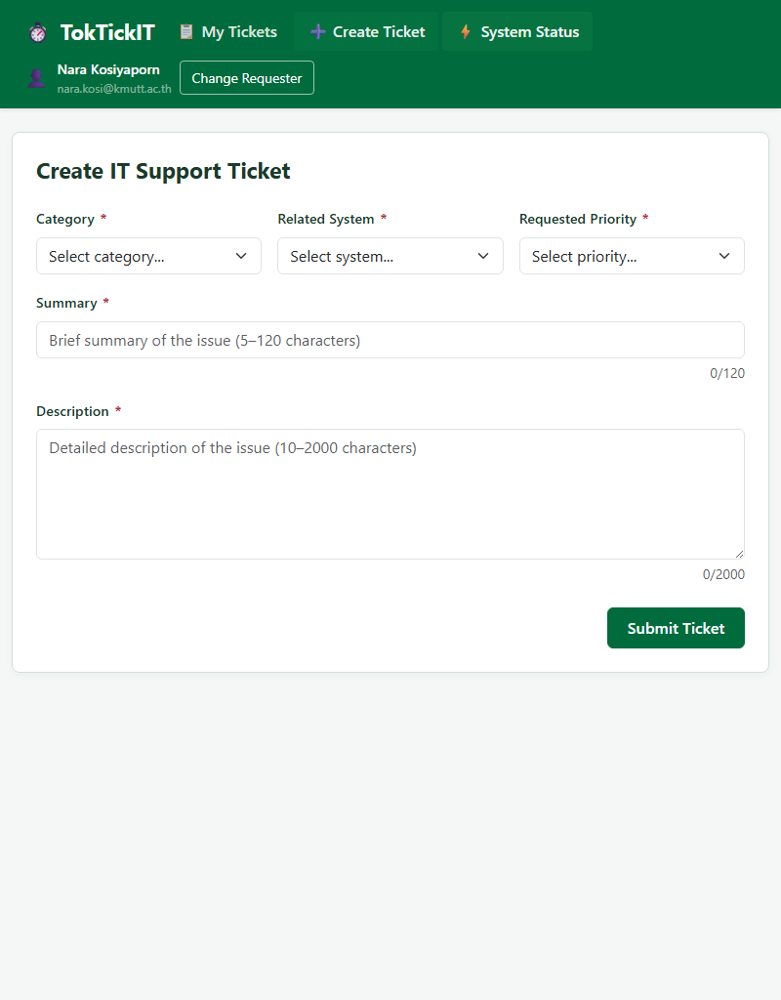 TokTickIT My Tickets Create Ticket System Status
Nara Kosiyaporn
nara.kosi@kmutt.ac.th
Change Requester
Create IT Support Ticket
Category * Related System * Requested Priority *
Select category... Select system... Select priority...
Summary *
Brief summary of the issue (5–120 characters)
0/120
Description *
Detailed description of the issue (10–2000 characters)
0/2000
Submit Ticket